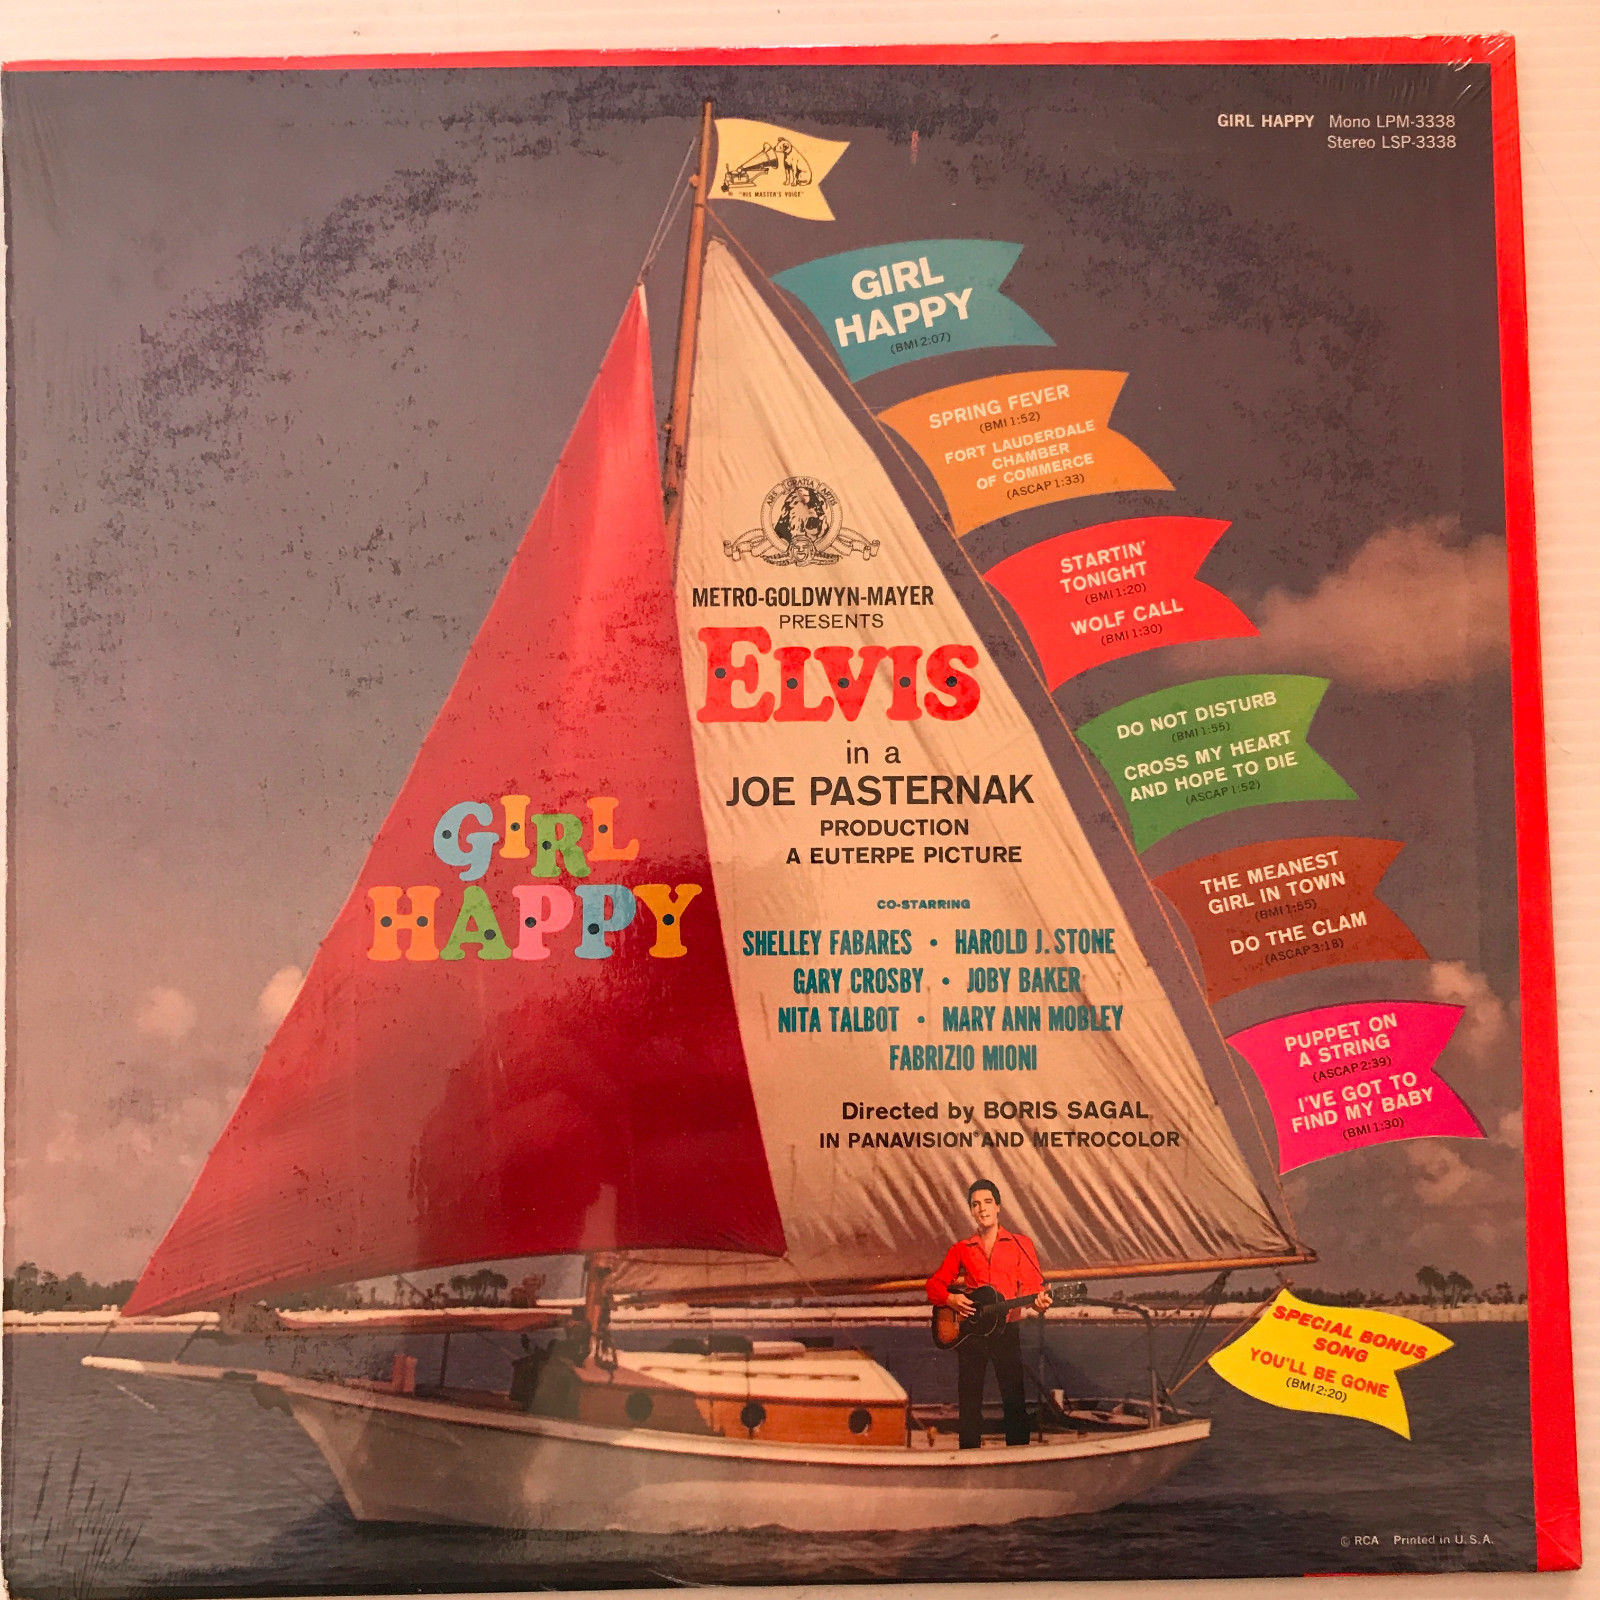 GIRL HAPPY Mono LPM-3338
Stereo LSP-3338
"HIS MASTER'S VOICE"
GIRL
HAPPY
(BMI 2:07)
SPRING FEVER
(BMI 1:52)
FORT LAUDERDALE
CHAMBER
OF COMMERCE
(ASCAP 1:33)
STARTIN'
TONIGHT
(BMI 1:20)
WOLF CALL
(BMI 1:30)
DO NOT DISTURB
(BMI 1:55)
CROSS MY HEART
AND HOPE TO DIE
(ASCAP 1:52)
THE MEANEST
GIRL IN TOWN
(BMI 1:55)
DO THE CLAM
(ASCAP 3:18)
PUPPET ON
A STRING
(ASCAP 2:39)
I'VE GOT TO
FIND MY BABY
(BMI 1:30)
SPECIAL BONUS
SONG
YOU'LL BE GONE
(BMI 2:20)
ARS GRATIA ARTIS
METRO-GOLDWYN-MAYER
PRESENTS
ELVIS
in a
JOE PASTERNAK
PRODUCTION
A EUTERPE PICTURE
CO-STARRING
SHELLEY FABARES • HAROLD J. STONE
GARY CROSBY • JOBY BAKER
NITA TALBOT • MARY ANN MOBLEY
FABRIZIO MIONI
Directed by BORIS SAGAL
IN PANAVISION® AND METROCOLOR
GIRL
HAPPY
© RCA Printed in U.S.A.